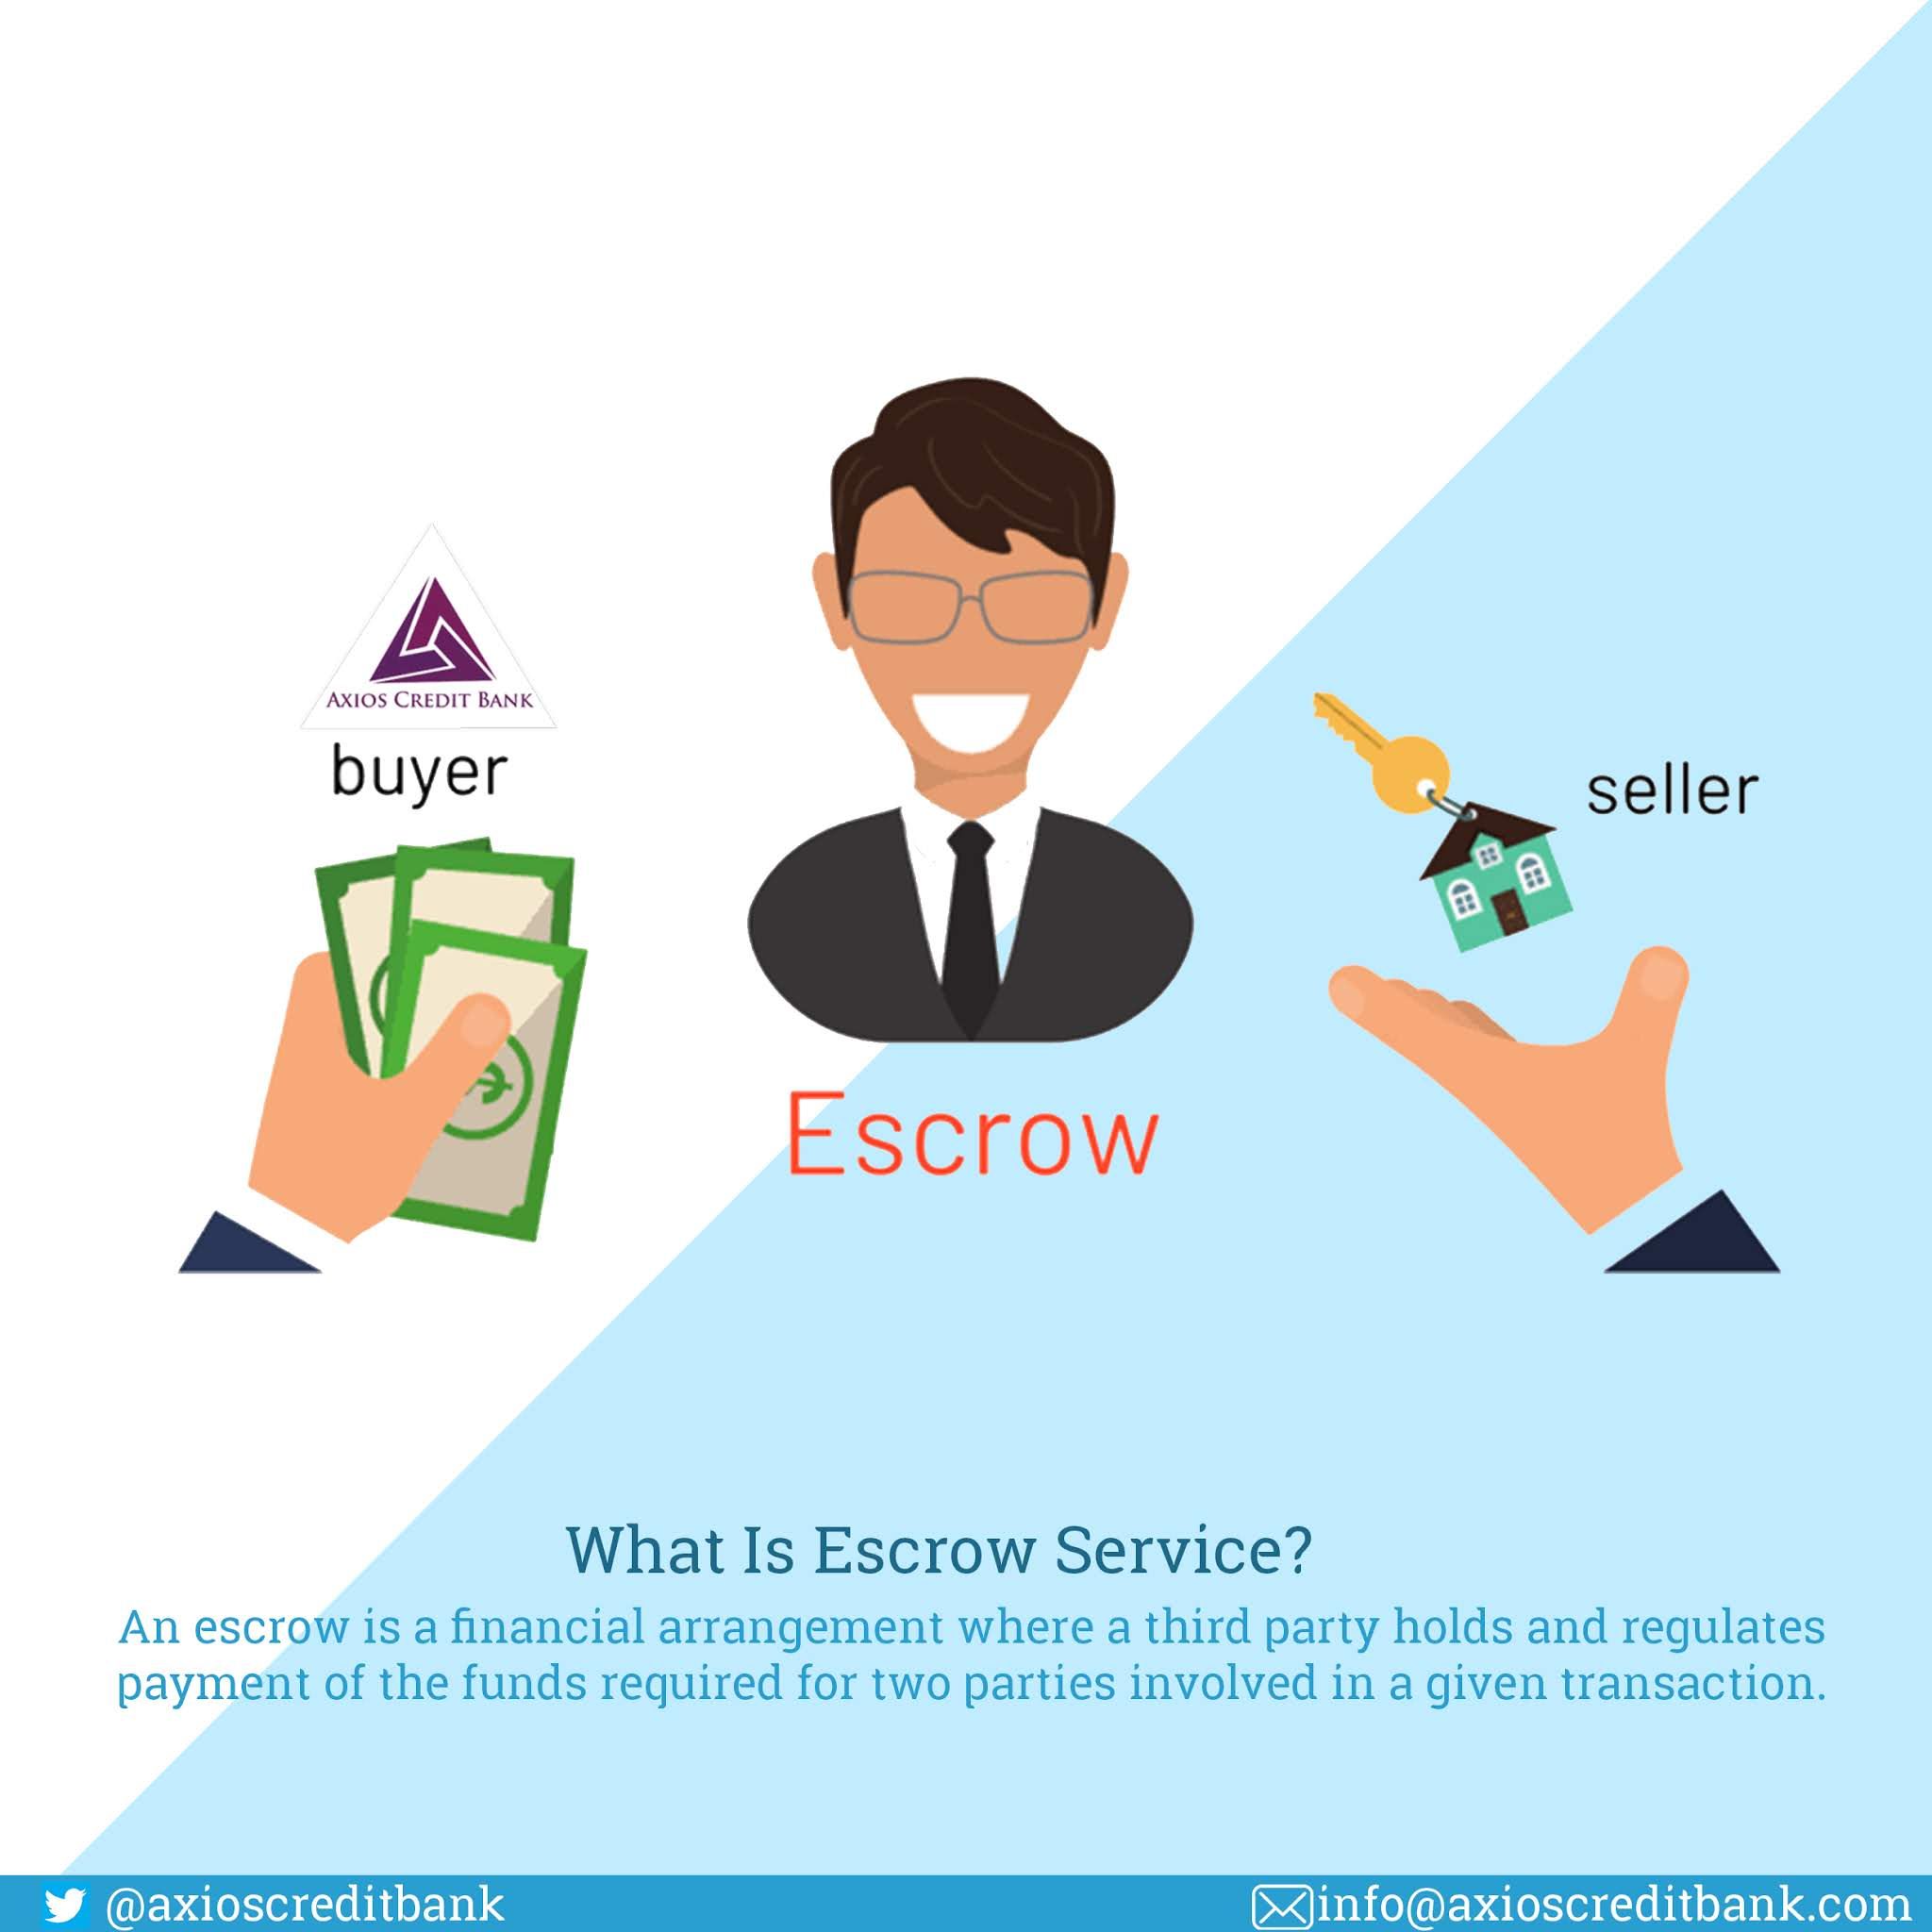 AXIOS CREDIT BANK
buyer
seller
Escrow
What Is Escrow Service?
An escrow is a financial arrangement where a third party holds and regulates
payment of the funds required for two parties involved in a given transaction.
@axioscreditbank
info@axioscreditbank.com